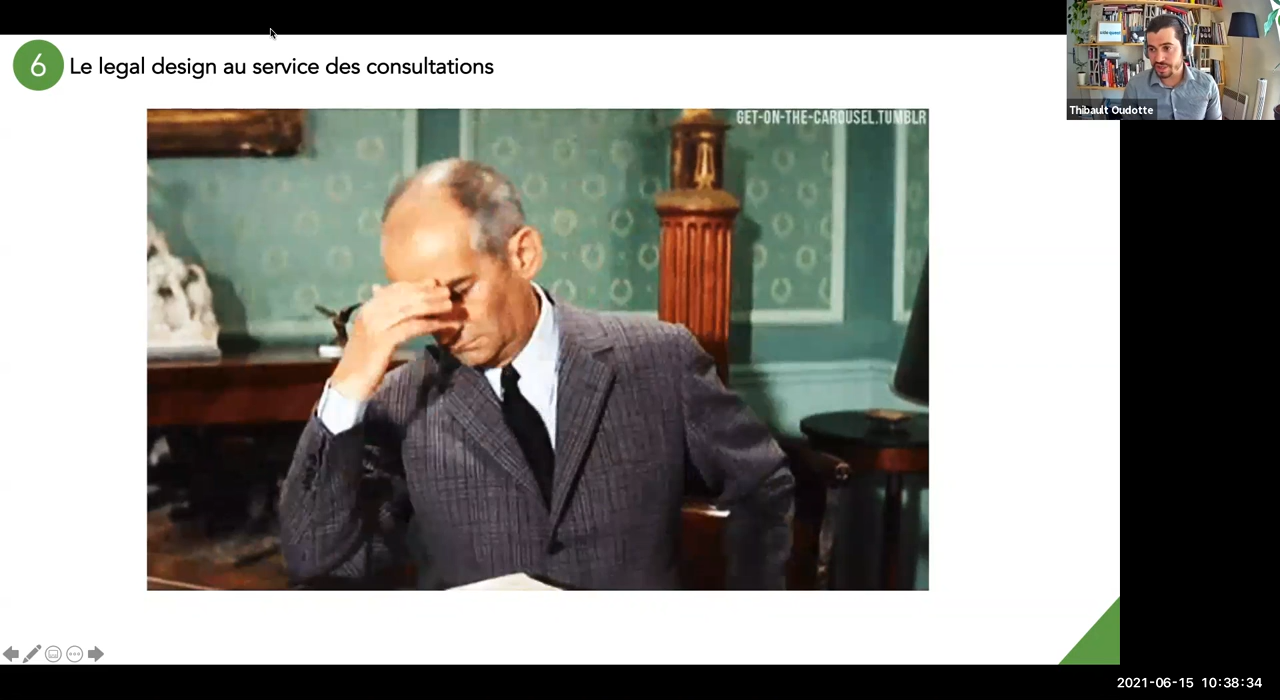 6
Le legal design au service des consultations
GET-ON-THE-CAROUSEL.TUMBLR
Thibault Oudotte
2021-06-15 10:38:34